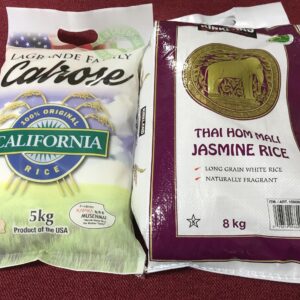 LAGRANDE FAMILY
Calrose
100% ORIGINAL
CALIFORNIA
RICE
5kg
Product of the USA
THAI HOM MALI
JASMINE RICE
LONG GRAIN WHITE RICE
NATURALLY FRAGRANT
8 kg